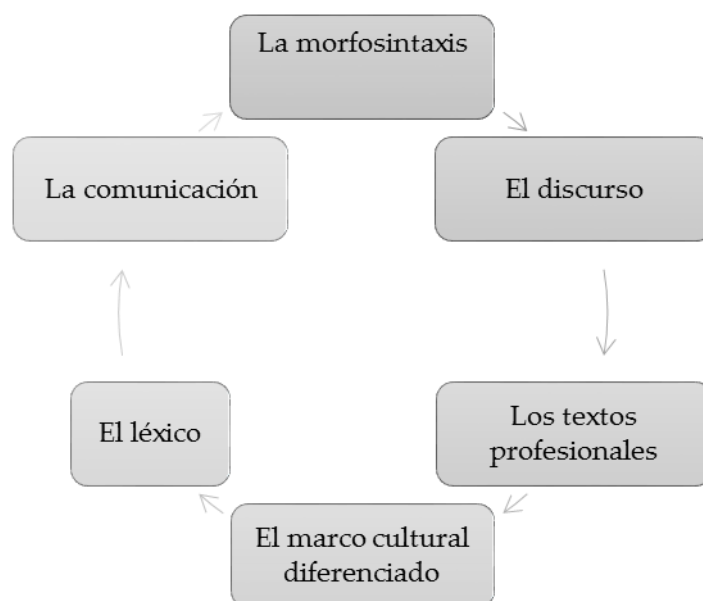 La morfosintaxis
El discurso
Los textos
profesionales
El marco cultural
diferenciado
El léxico
La comunicación